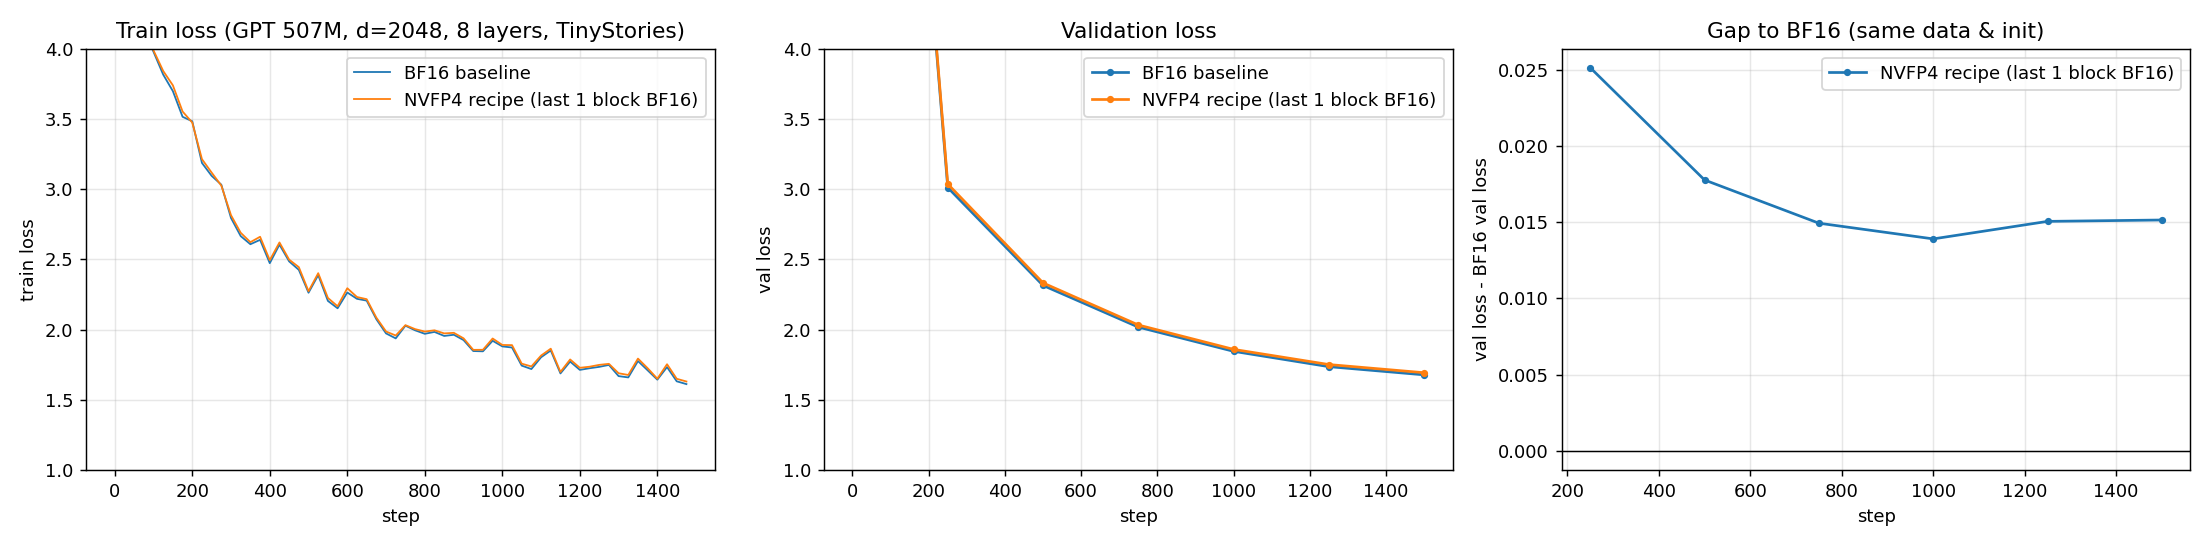 Train loss (GPT 507M, d=2048, 8 layers, TinyStories)
train loss
4.0
3.5
3.0
2.5
2.0
1.5
1.0
BF16 baseline
NVFP4 recipe (last 1 block BF16)
0 200 400 600 800 1000 1200 1400
step
Validation loss
val loss
4.0
3.5
3.0
2.5
2.0
1.5
1.0
BF16 baseline
NVFP4 recipe (last 1 block BF16)
0 200 400 600 800 1000 1200 1400
step
Gap to BF16 (same data & init)
val loss - BF16 val loss
0.025
0.020
0.015
0.010
0.005
0.000
NVFP4 recipe (last 1 block BF16)
200 400 600 800 1000 1200 1400
step